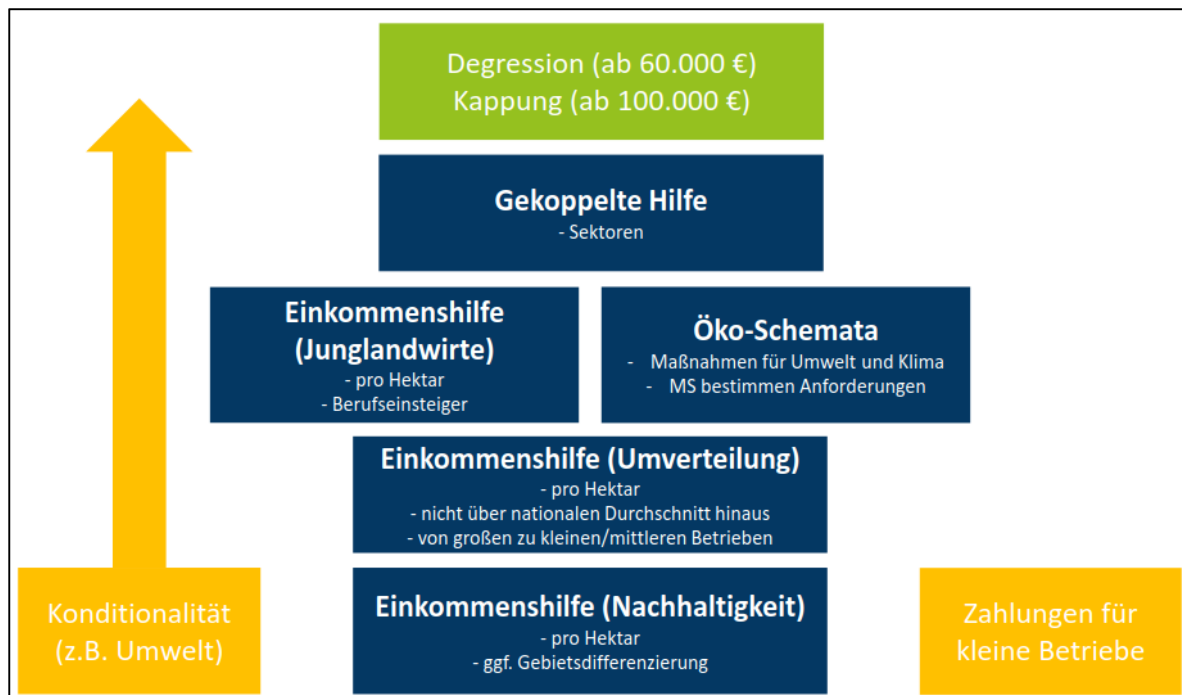 Degression (ab 60.000 €)
Kappung (ab 100.000 €)
Gekoppelte Hilfe
- Sektoren
Einkommenshilfe
(Junglandwirte)
- pro Hektar
- Berufseinsteiger
Öko-Schemata
- Maßnahmen für Umwelt und Klima
- MS bestimmen Anforderungen
Einkommenshilfe (Umverteilung)
- pro Hektar
- nicht über nationalen Durchschnitt hinaus
- von großen zu kleinen/mittleren Betrieben
Konditionalität
(z.B. Umwelt)
Einkommenshilfe (Nachhaltigkeit)
- pro Hektar
- ggf. Gebietsdifferenzierung
Zahlungen für
kleine Betriebe